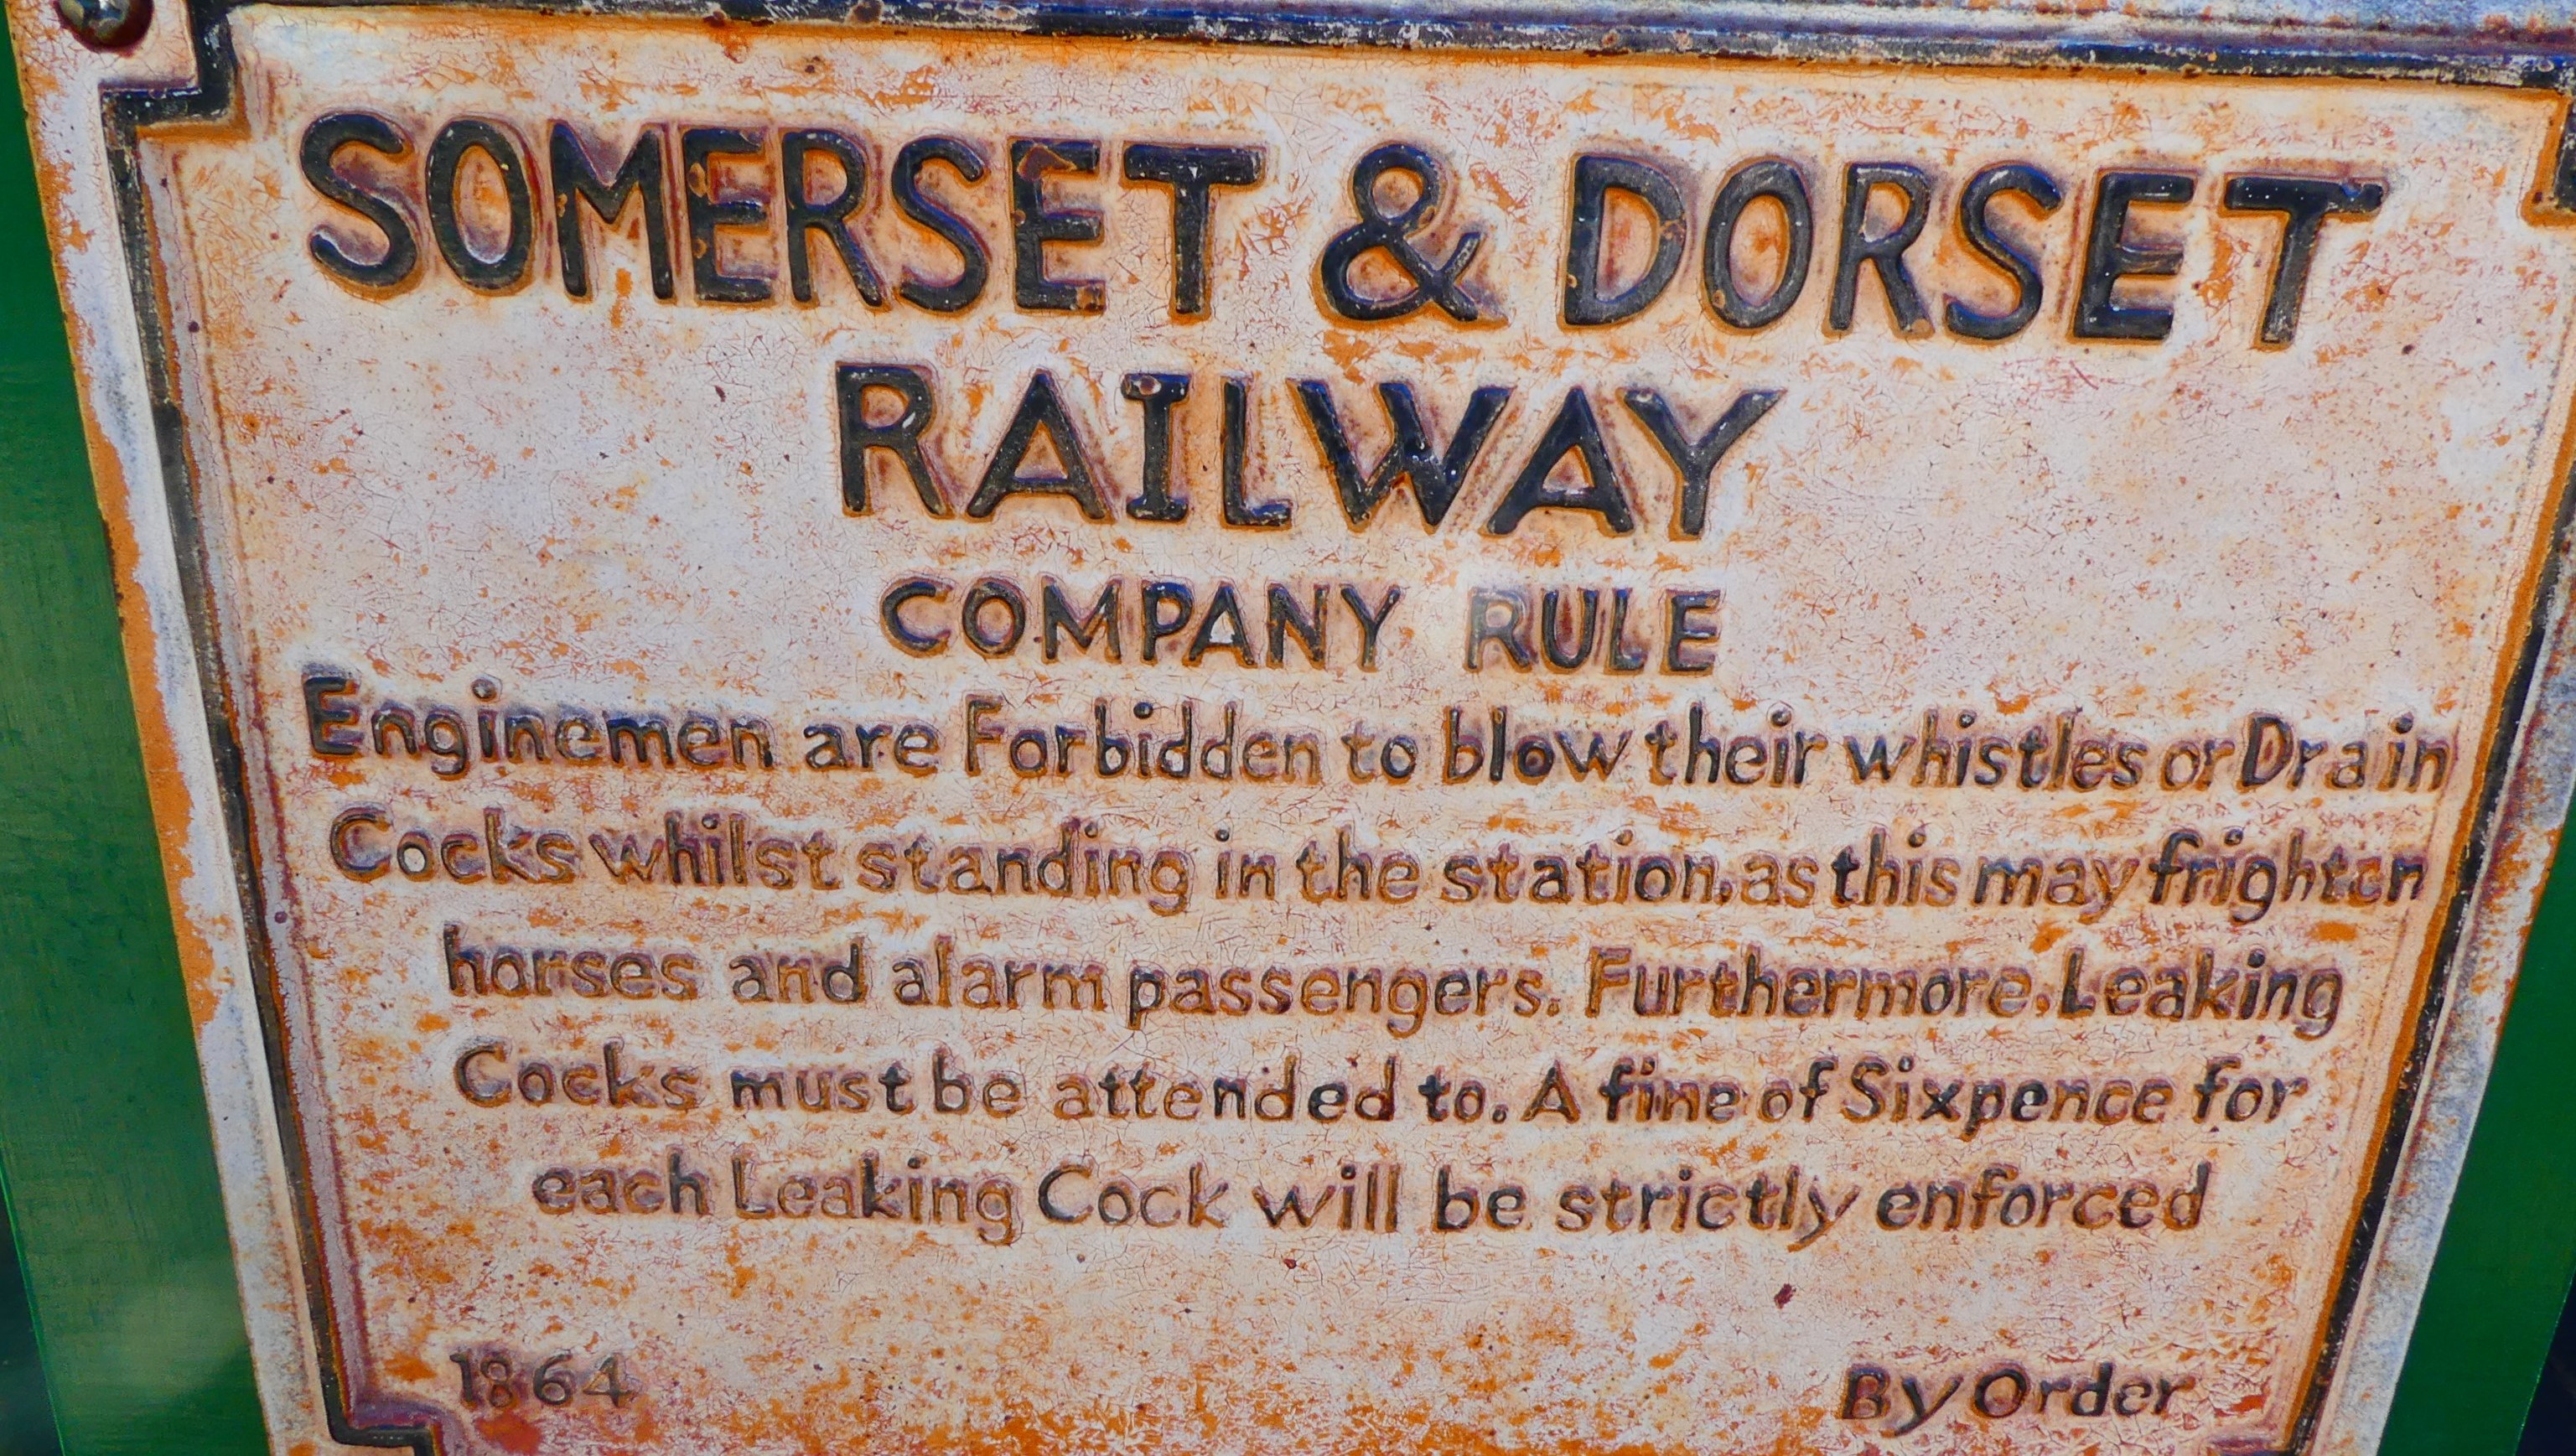 SOMERSET & DORSET
RAILWAY
COMPANY RULE
Enginemen are Forbidden to blow their whistles or Drain
Cocks whilst standing in the station, as this may frighten
horses and alarm passengers. Furthermore, Leaking
Cocks must be attended to. A fine of Sixpence for
each Leaking Cock will be strictly enforced
1864
By Order